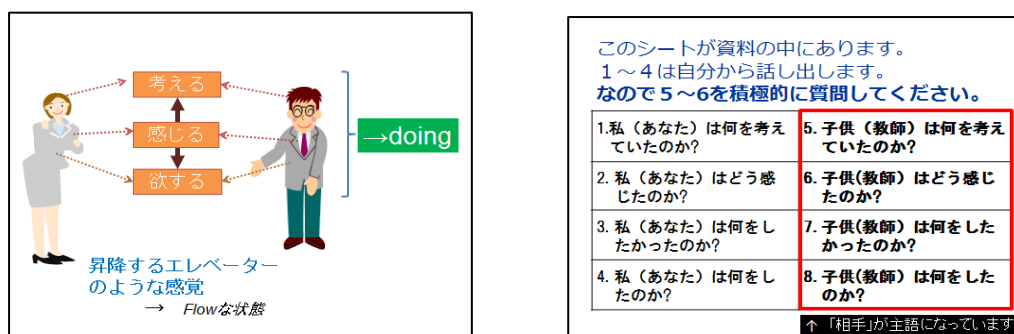 考える
感じる
欲する
→doing
昇降するエレベーター
のような感覚
→ Flowな状態
このシートが資料の中にあります。
1～4は自分から話し出します。
なので5～6を積極的に質問してください。
1.私（あなた）は何を考え
ていたのか?
5. 子供（教師）は何を考え
ていたのか?
2. 私（あなた）はどう感
じたのか?
6. 子供(教師）はどう感じ
たのか?
3. 私（あなた）は何をし
たかったのか?
7. 子供(教師）は何をした
かったのか?
4. 私（あなた）は何をし
たのか?
8. 子供(教師）は何をした
のか?
↑「相手」が主語になっています